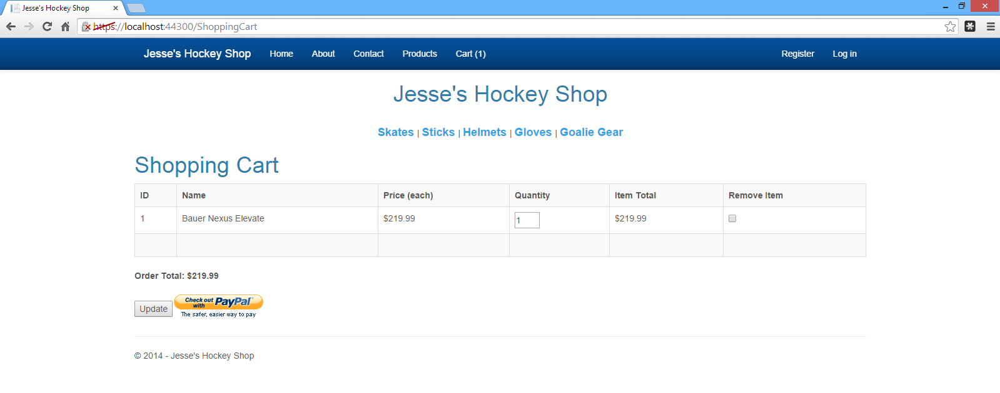 Jesse's Hockey Shop
https://localhost:44300/ShoppingCart
Jesse's Hockey Shop Home About Contact Products Cart (1) Register Log in
Jesse's Hockey Shop
Skates | Sticks | Helmets | Gloves | Goalie Gear
Shopping Cart
ID Name Price (each) Quantity Item Total Remove Item
1 Bauer Nexus Elevate $219.99 1 $219.99
Order Total: $219.99
Update Check out with PayPal
The safer, easier way to pay
© 2014 - Jesse's Hockey Shop